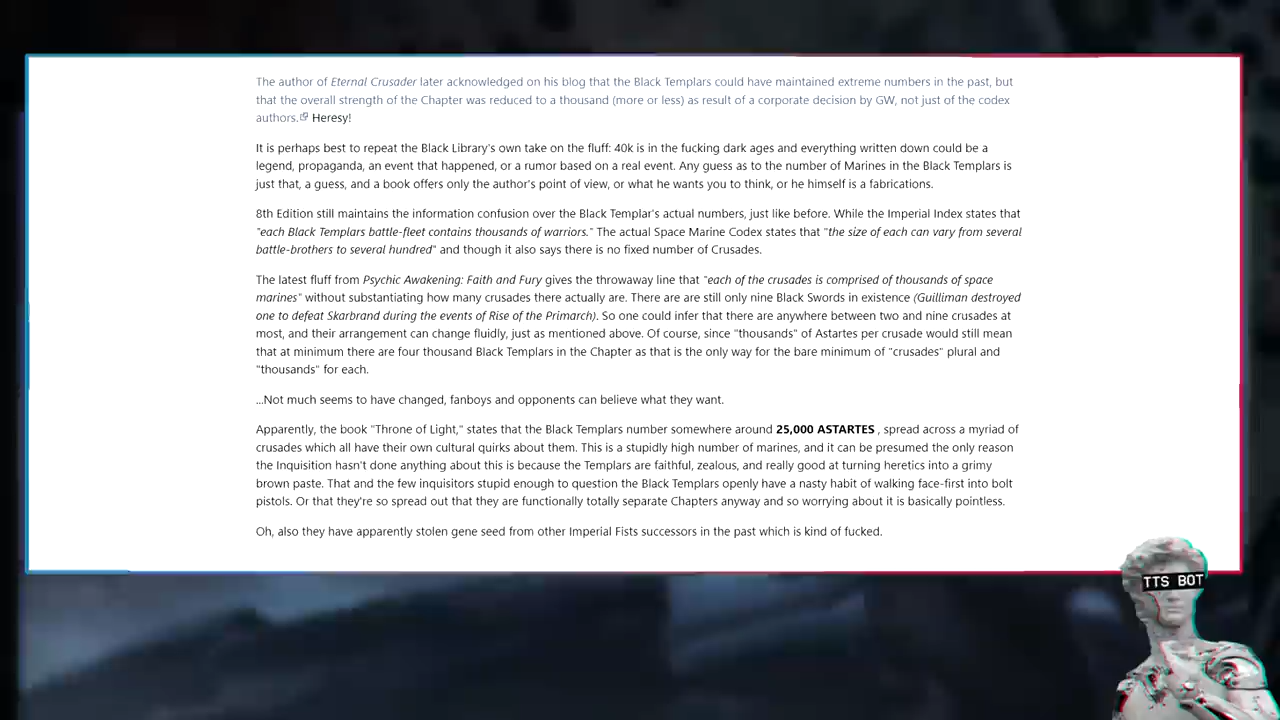 The author of Eternal Crusader later acknowledged on his blog that the Black Templars could have maintained extreme numbers in the past, but
that the overall strength of the Chapter was reduced to a thousand (more or less) as result of a corporate decision by GW, not just of the codex
authors. Heresy!
It is perhaps best to repeat the Black Library's own take on the fluff: 40k is in the fucking dark ages and everything written down could be a
legend, propaganda, an event that happened, or a rumor based on a real event. Any guess as to the number of Marines in the Black Templars is
just that, a guess, and a book offers only the author's point of view, or what he wants you to think, or he himself is a fabrications.
8th Edition still maintains the information confusion over the Black Templar's actual numbers, just like before. While the Imperial Index states that
"each Black Templars battle-fleet contains thousands of warriors." The actual Space Marine Codex states that "the size of each can vary from several
battle-brothers to several hundred" and though it also says there is no fixed number of Crusades.
The latest fluff from Psychic Awakening: Faith and Fury gives the throwaway line that "each of the crusades is comprised of thousands of space
marines" without substantiating how many crusades there actually are. There are are still only nine Black Swords in existence (Guilliman destroyed
one to defeat Skarbrand during the events of Rise of the Primarch). So one could infer that there are anywhere between two and nine crusades at
most, and their arrangement can change fluidly, just as mentioned above. Of course, since "thousands" of Astartes per crusade would still mean
that at minimum there are four thousand Black Templars in the Chapter as that is the only way for the bare minimum of "crusades" plural and
"thousands" for each.
...Not much seems to have changed, fanboys and opponents can believe what they want.
Apparently, the book "Throne of Light," states that the Black Templars number somewhere around 25,000 ASTARTES , spread across a myriad of
crusades which all have their own cultural quirks about them. This is a stupidly high number of marines, and it can be presumed the only reason
the Inquisition hasn't done anything about this is because the Templars are faithful, zealous, and really good at turning heretics into a grimy
brown paste. That and the few inquisitors stupid enough to question the Black Templars openly have a nasty habit of walking face-first into bolt
pistols. Or that they're so spread out that they are functionally totally separate Chapters anyway and so worrying about it is basically pointless.
Oh, also they have apparently stolen gene seed from other Imperial Fists successors in the past which is kind of fucked.
TTS BOT